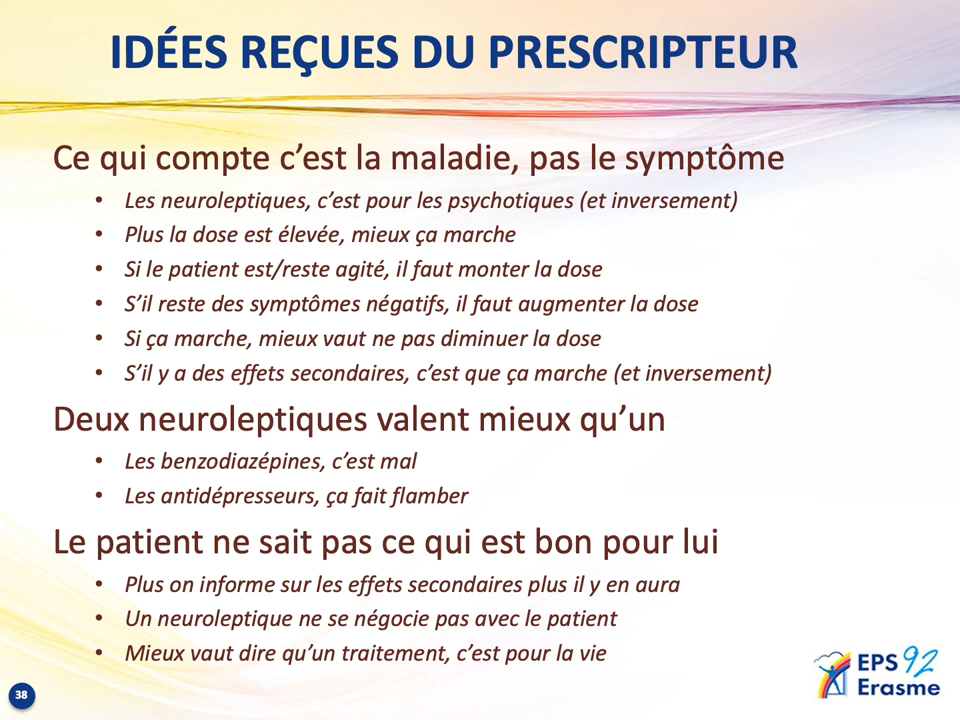 IDÉES REÇUES DU PRESCRIPTEUR
Ce qui compte c’est la maladie, pas le symptôme
• Les neuroleptiques, c’est pour les psychotiques (et inversement)
• Plus la dose est élevée, mieux ça marche
• Si le patient est/reste agité, il faut monter la dose
• S’il reste des symptômes négatifs, il faut augmenter la dose
• Si ça marche, mieux vaut ne pas diminuer la dose
• S’il y a des effets secondaires, c’est que ça marche (et inversement)
Deux neuroleptiques valent mieux qu’un
• Les benzodiazépines, c’est mal
• Les antidépresseurs, ça fait flamber
Le patient ne sait pas ce qui est bon pour lui
• Plus on informe sur les effets secondaires plus il y en aura
• Un neuroleptique ne se négocie pas avec le patient
• Mieux vaut dire qu’un traitement, c’est pour la vie
38
EPS 92
Erasme